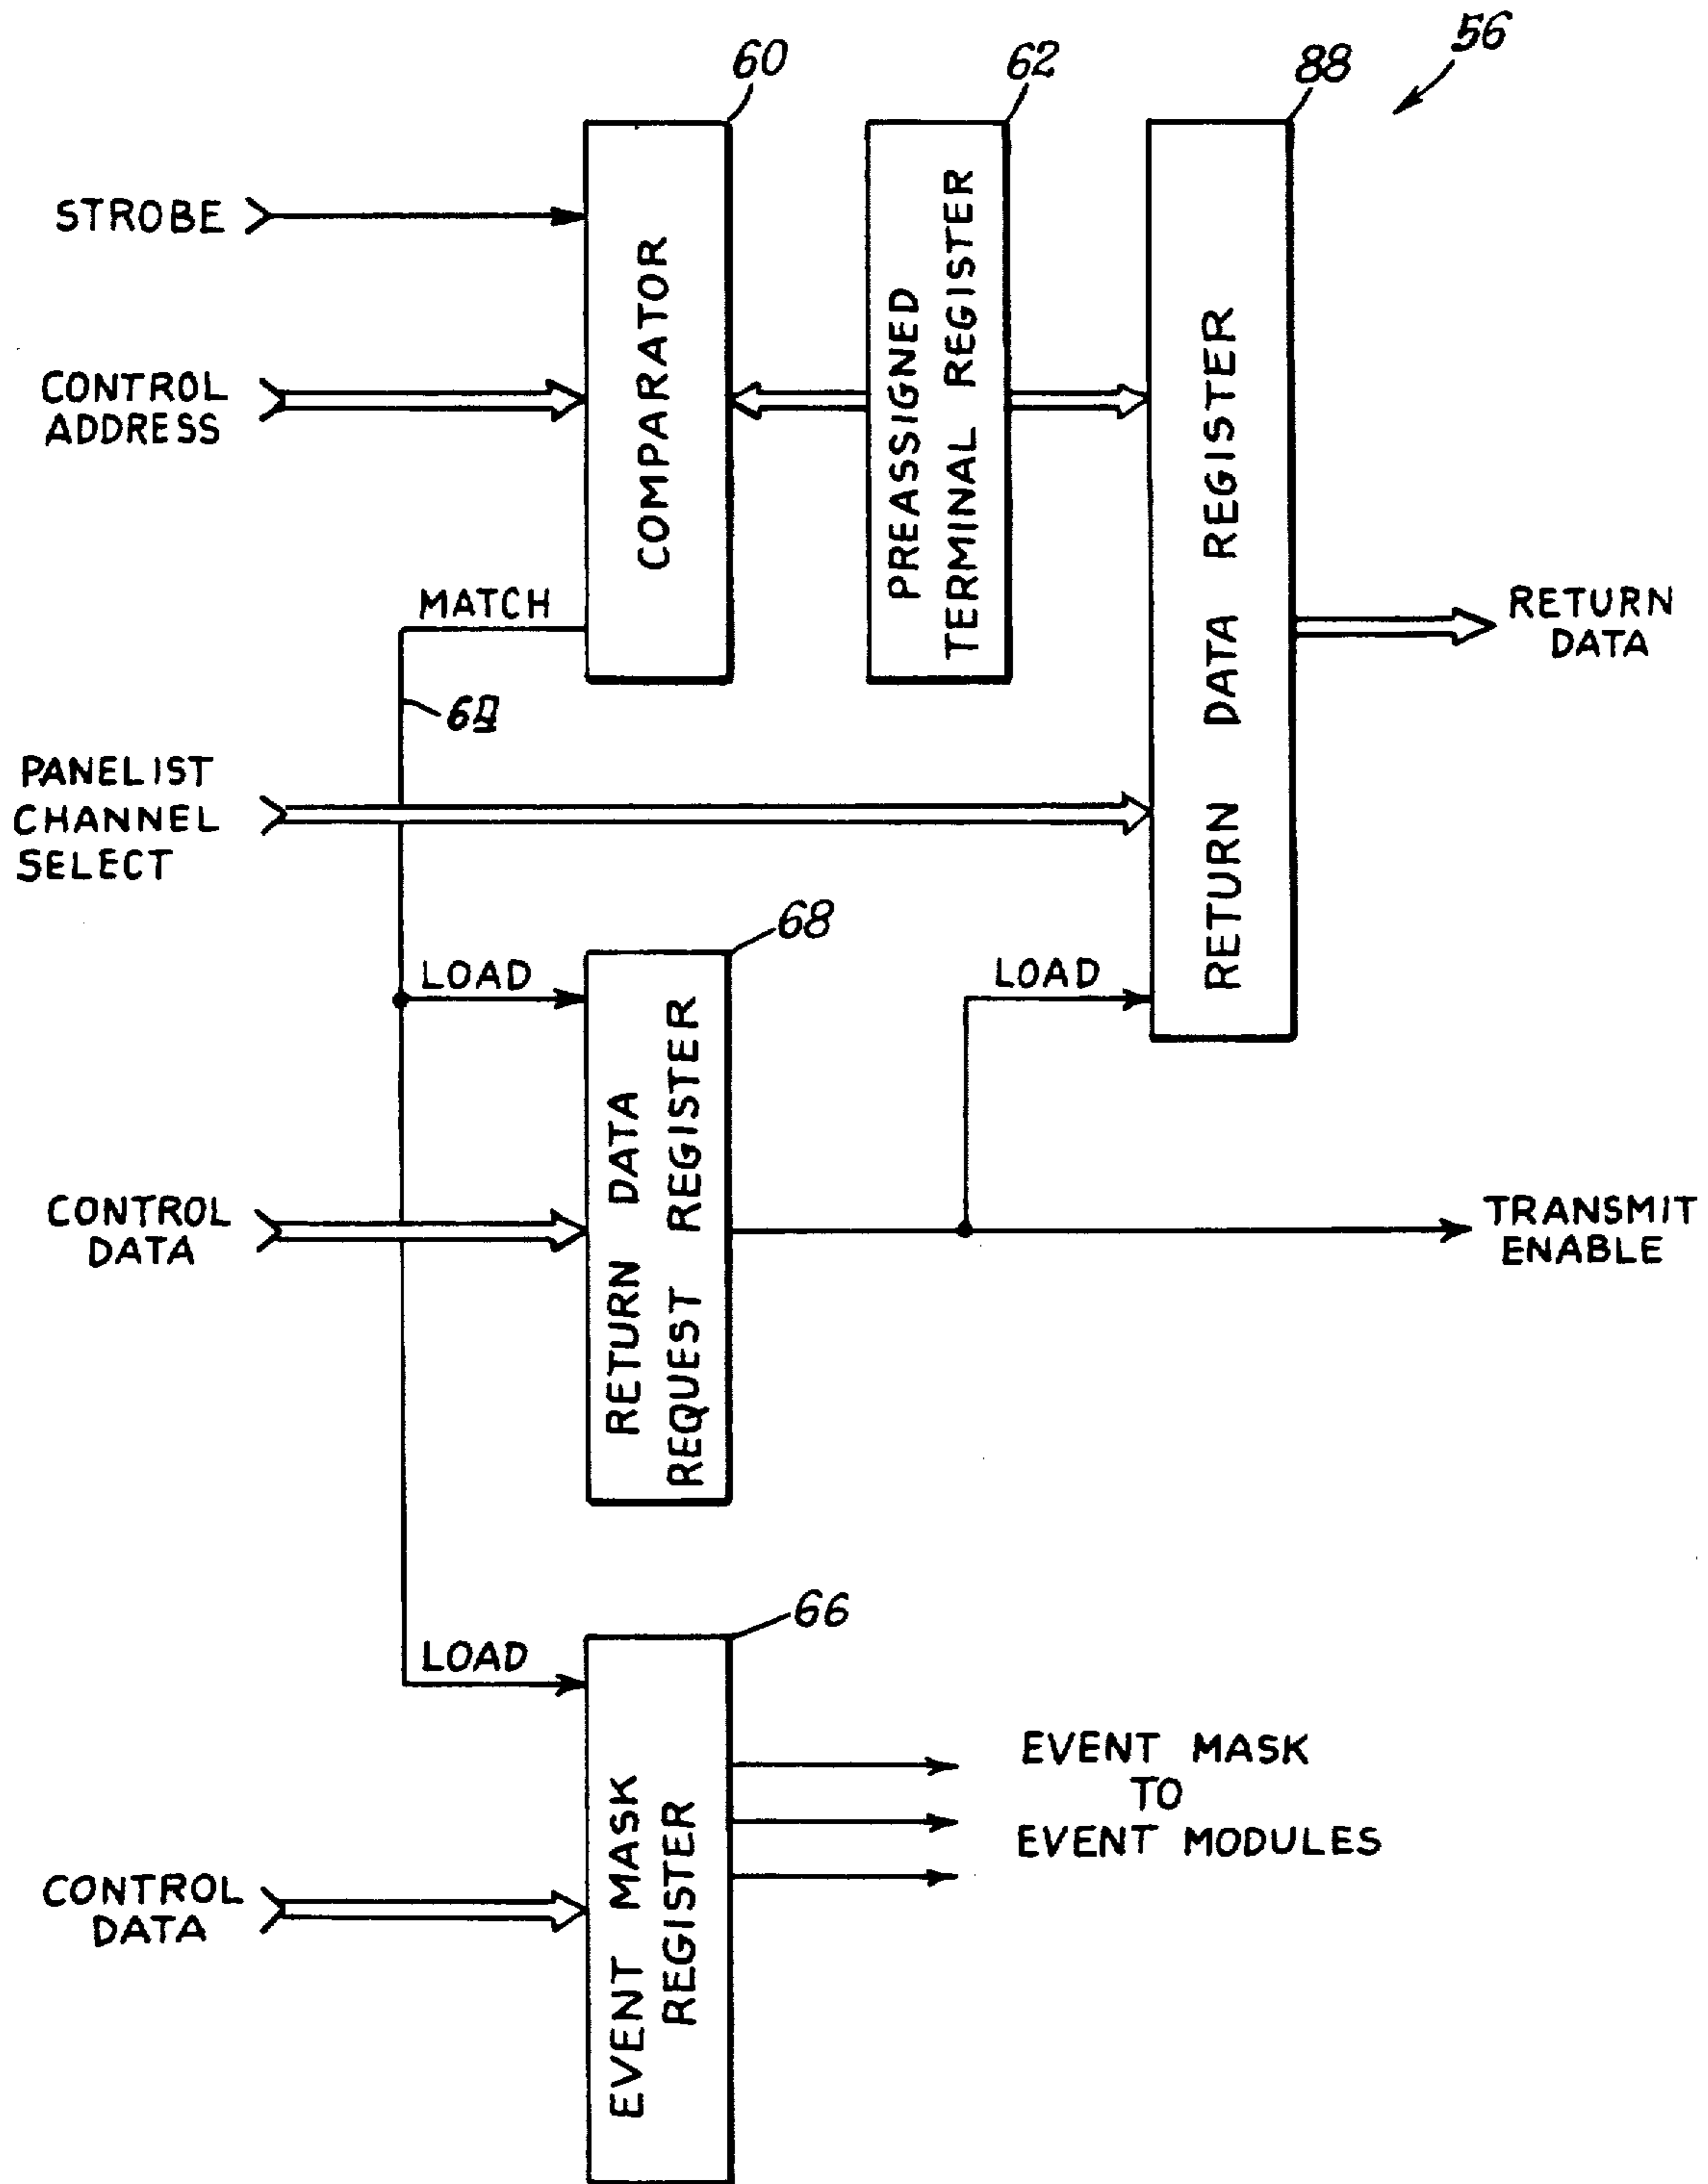 56
60
62
88
STROBE
COMPARATOR
PREASSIGNED
TERMINAL REGISTER
RETURN DATA REGISTER
CONTROL
ADDRESS
MATCH
RETURN
DATA
PANELIST
CHANNEL
SELECT
68
LOAD
LOAD
RETURN DATA
REQUEST REGISTER
CONTROL
DATA
TRANSMIT
ENABLE
66
LOAD
EVENT MASK
REGISTER
EVENT MASK
TO
EVENT MODULES
CONTROL
DATA